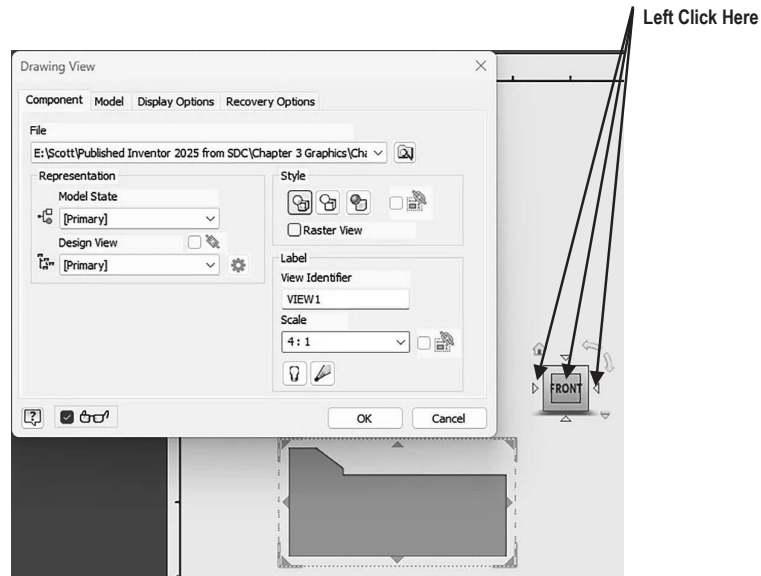 Left Click Here
Drawing View
Component Model Display Options Recovery Options
File
E:\Scott\Published Inventor 2025 from SDC\Chapter 3 Graphics\Cha
Representation
Model State
[Primary]
Design View
[Primary]
Style
Raster View
Label
View Identifier
VIEW1
Scale
4 : 1
OK Cancel
FRONT